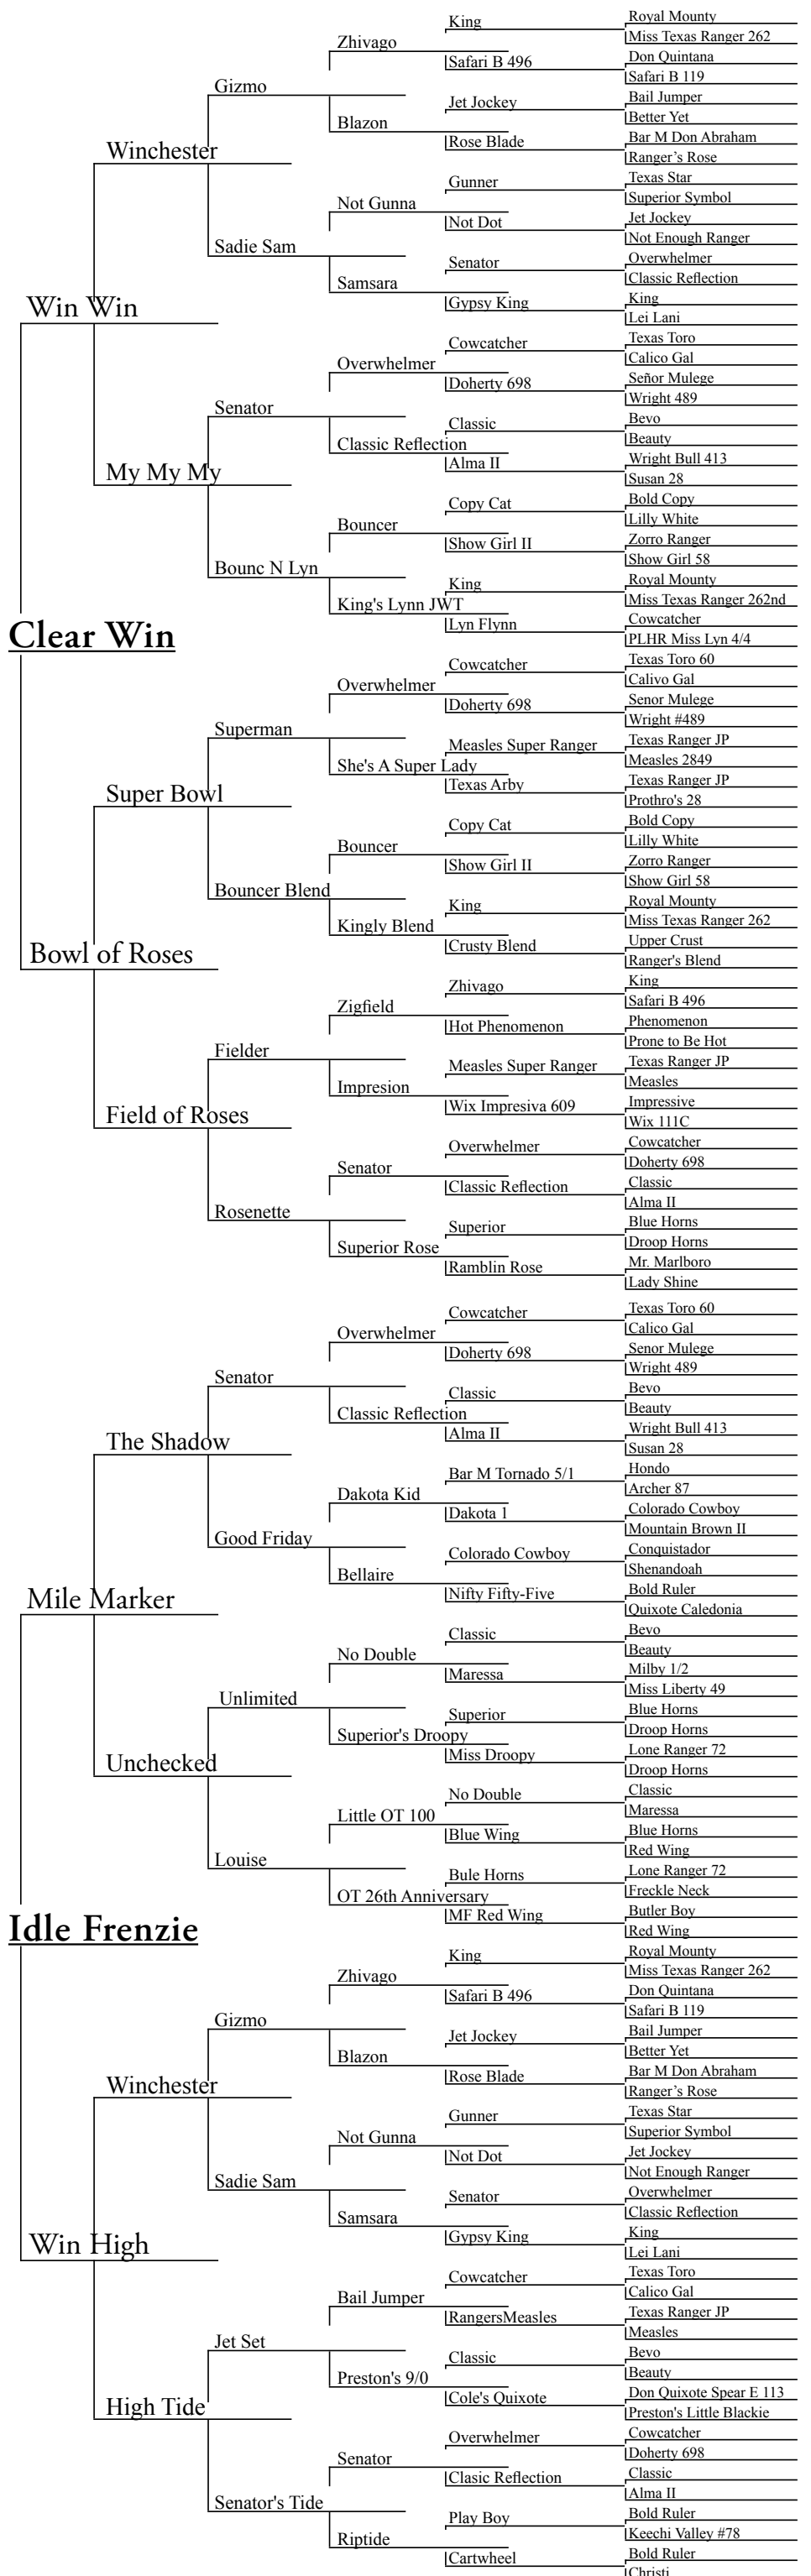 King
Royal Mounty
Zhivago
Miss Texas Ranger 262
Safari B 496
Don Quintana
Safari B 119
Gizmo
Jet Jockey
Bail Jumper
Blazon
Better Yet
Rose Blade
Bar M Don Abraham
Winchester
Ranger’s Rose
Gunner
Texas Star
Not Gunna
Superior Symbol
Not Dot
Jet Jockey
Not Enough Ranger
Sadie Sam
Senator
Overwhelmer
Samsara
Classic Reflection
Gypsy King
King
Win Win
Lei Lani
Cowcatcher
Texas Toro
Overwhelmer
Calico Gal
Doherty 698
Señor Mulege
Wright 489
Senator
Classic
Bevo
Classic Reflection
Beauty
Alma II
Wright Bull 413
My My My
Susan 28
Copy Cat
Bold Copy
Bouncer
Lilly White
Show Girl II
Zorro Ranger
Show Girl 58
Bounc N Lyn
King
Royal Mounty
King's Lynn JWT
Miss Texas Ranger 262nd
Lyn Flynn
Cowcatcher
Clear Win
PLHR Miss Lyn 4/4
Cowcatcher
Texas Toro 60
Overwhelmer
Calivo Gal
Doherty 698
Senor Mulege
Wright #489
Superman
Measles Super Ranger
Texas Ranger JP
She's A Super Lady
Measles 2849
Texas Arby
Texas Ranger JP
Super Bowl
Prothro's 28
Copy Cat
Bold Copy
Bouncer
Lilly White
Show Girl II
Zorro Ranger
Show Girl 58
Bouncer Blend
King
Royal Mounty
Kingly Blend
Miss Texas Ranger 262
Crusty Blend
Upper Crust
Bowl of Roses
Ranger's Blend
Zhivago
King
Zigfield
Safari B 496
Hot Phenomenon
Phenomenon
Prone to Be Hot
Fielder
Measles Super Ranger
Texas Ranger JP
Impresion
Measles
Wix Impresiva 609
Impressive
Field of Roses
Wix 111C
Overwhelmer
Cowcatcher
Senator
Doherty 698
Classic Reflection
Classic
Alma II
Rosenette
Superior
Blue Horns
Superior Rose
Droop Horns
Ramblin Rose
Mr. Marlboro
Lady Shine
Cowcatcher
Texas Toro 60
Overwhelmer
Calico Gal
Doherty 698
Senor Mulege
Wright 489
Senator
Classic
Bevo
Classic Reflection
Beauty
Alma II
Wright Bull 413
The Shadow
Susan 28
Bar M Tornado 5/1
Hondo
Dakota Kid
Archer 87
Dakota 1
Colorado Cowboy
Mountain Brown II
Good Friday
Colorado Cowboy
Conquistador
Bellaire
Shenandoah
Nifty Fifty-Five
Bold Ruler
Mile Marker
Quixote Caledonia
Classic
Bevo
No Double
Beauty
Maressa
Milby 1/2
Miss Liberty 49
Unlimited
Superior
Blue Horns
Superior's Droopy
Droop Horns
Miss Droopy
Lone Ranger 72
Unchecked
Droop Horns
No Double
Classic
Little OT 100
Maressa
Blue Wing
Blue Horns
Red Wing
Louise
Bule Horns
Lone Ranger 72
OT 26th Anniversary
Freckle Neck
MF Red Wing
Butler Boy
Idle Frenzie
Red Wing
King
Royal Mounty
Zhivago
Miss Texas Ranger 262
Safari B 496
Don Quintana
Safari B 119
Gizmo
Jet Jockey
Bail Jumper
Blazon
Better Yet
Rose Blade
Bar M Don Abraham
Winchester
Ranger’s Rose
Gunner
Texas Star
Not Gunna
Superior Symbol
Not Dot
Jet Jockey
Not Enough Ranger
Sadie Sam
Senator
Overwhelmer
Samsara
Classic Reflection
Gypsy King
King
Win High
Lei Lani
Cowcatcher
Texas Toro
Bail Jumper
Calico Gal
RangersMeasles
Texas Ranger JP
Measles
Jet Set
Classic
Bevo
Preston's 9/0
Beauty
Cole's Quixote
Don Quixote Spear E 113
High Tide
Preston's Little Blackie
Overwhelmer
Cowcatcher
Senator
Doherty 698
Clasic Reflection
Classic
Alma II
Senator's Tide
Play Boy
Bold Ruler
Riptide
Keechi Valley #78
Cartwheel
Bold Ruler
Christi